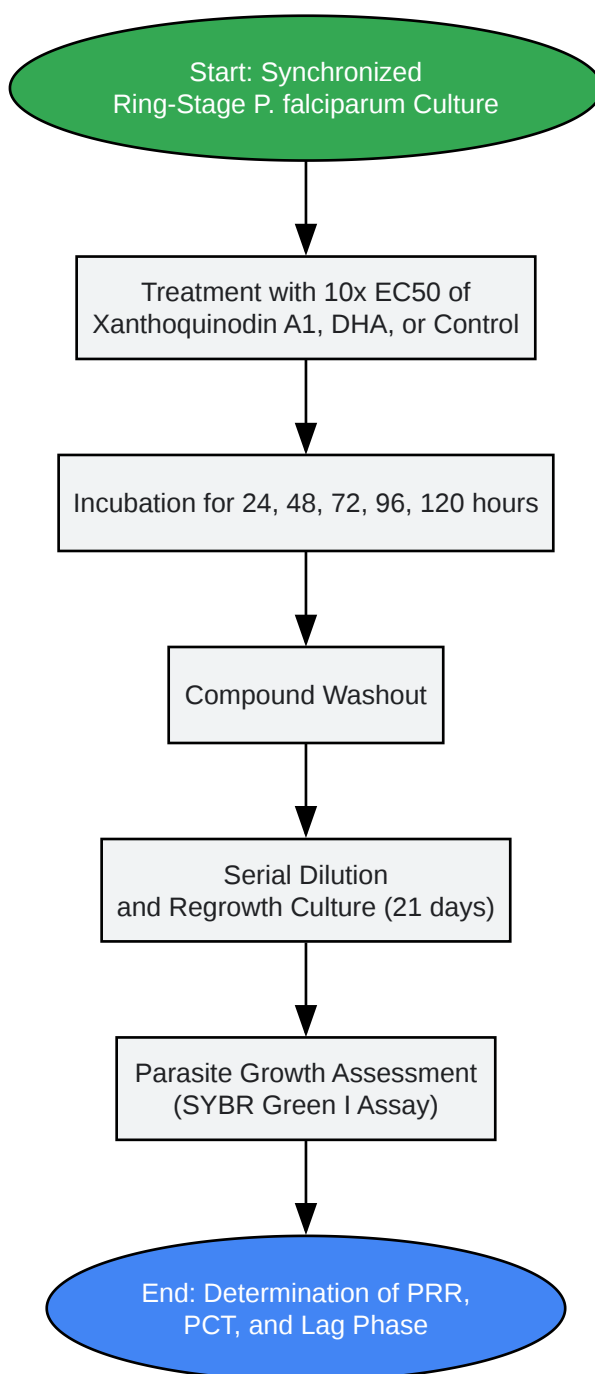 Start: Synchronized
Ring-Stage P. falciparum Culture
Treatment with 10x EC50 of
Xanthoquinodin A1, DHA, or Control
Incubation for 24, 48, 72, 96, 120 hours
Compound Washout
Serial Dilution
and Regrowth Culture (21 days)
Parasite Growth Assessment
(SYBR Green I Assay)
End: Determination of PRR,
PCT, and Lag Phase